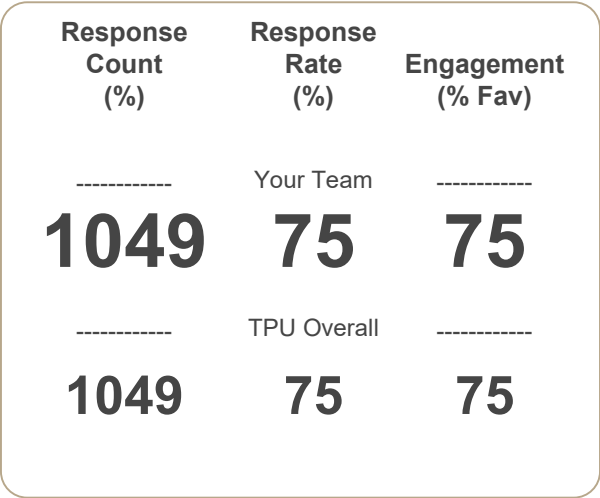 Response Count (%)
Response Rate (%)
Engagement (% Fav)
------------ Your Team ------------
1049 75 75
------------ TPU Overall ------------
1049 75 75